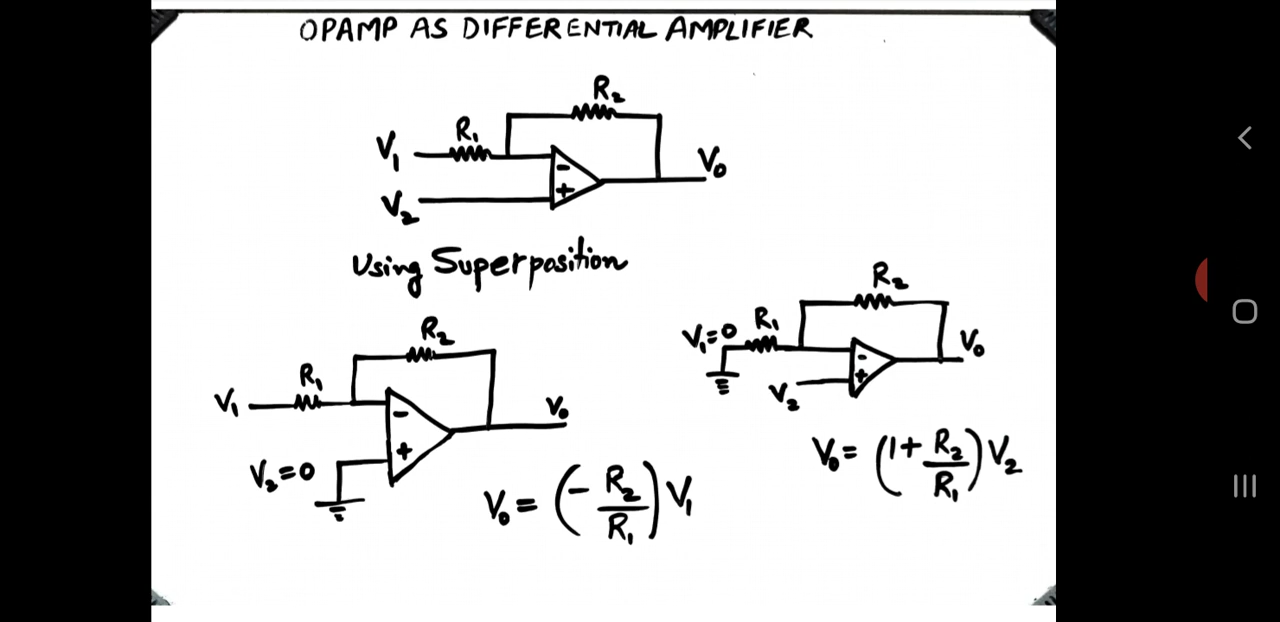 OPAMP AS DIFFERENTIAL AMPLIFIER
R₂
R₁
V₁
V₀
V₂
- +
Using Superposition
R₂
V₁=0 R₁
V₀
V₂
- +
R₂
R₁
V₁
V₀
V₂=0
- +
V₀= (1+ R₂/R₁)V₂
V₀= (- R₂/R₁) V₁